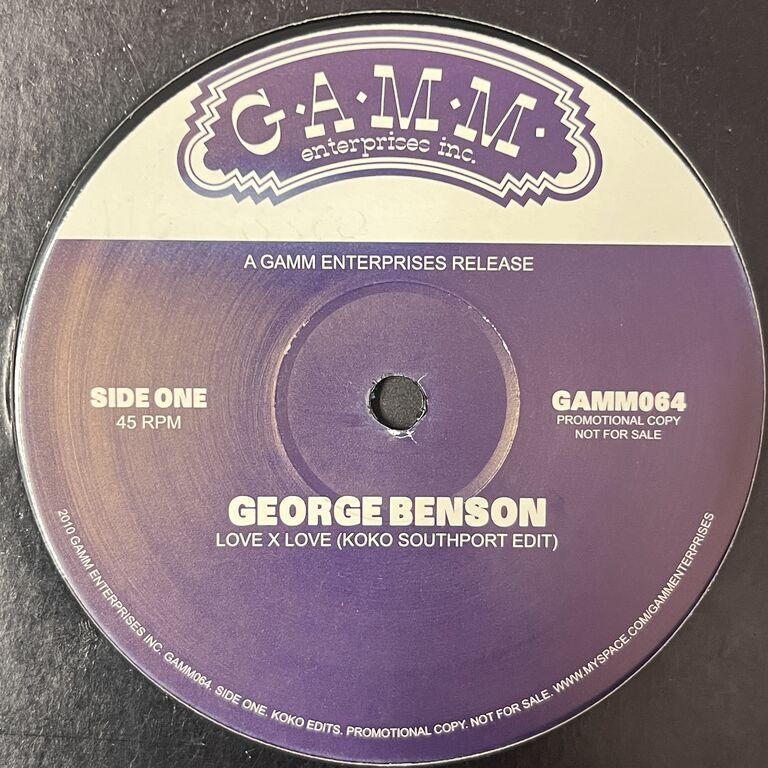 G·A·M·M·
enterprises inc.
A GAMM ENTERPRISES RELEASE
SIDE ONE
45 RPM
GAMM064
PROMOTIONAL COPY
NOT FOR SALE
GEORGE BENSON
LOVE X LOVE (KOKO SOUTHPORT EDIT)
2010 GAMM ENTERPRISES INC. GAMM064. SIDE ONE. KOKO EDITS. PROMOTIONAL COPY. NOT FOR SALE. WWW.MYSPACE.COM/GAMMENTERPRISES